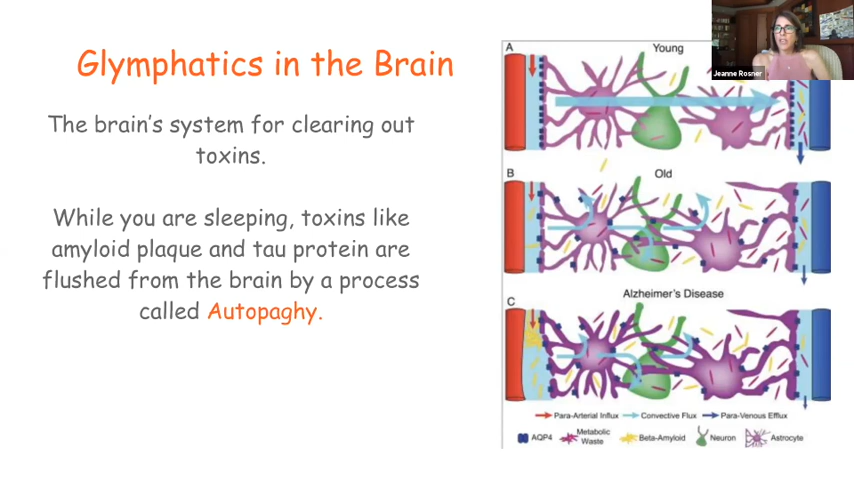 Glymphatics in the Brain
The brain's system for clearing out
toxins.
While you are sleeping, toxins like
amyloid plaque and tau protein are
flushed from the brain by a process
called Autopaghy.
A
Young
Jeanne Rosner
B
Old
Alzheimer's Disease
C
Para-Arterial Influx
Convective Flux
Para-Venous Efflux
AQP4
Metabolic
Waste
Beta-Amyloid
Neuron
Astrocyte